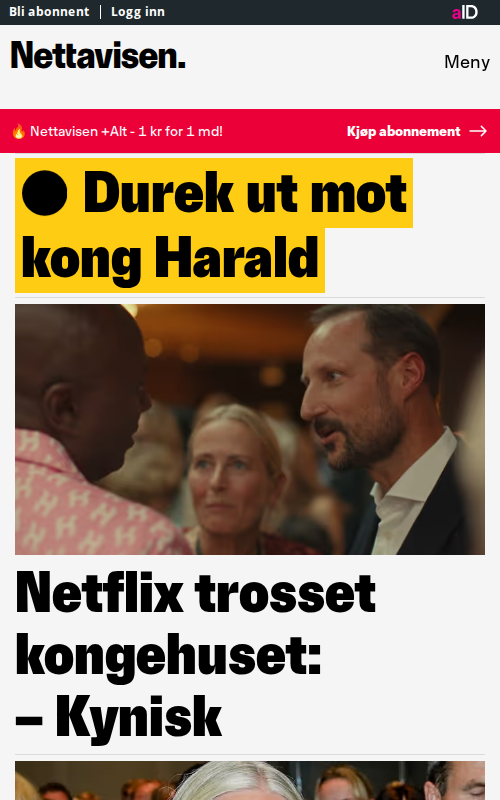 Bli abonnent | Logg inn
aID
Nettavisen.
Meny
🔥 Nettavisen +Alt - 1 kr for 1 md!
Kjøp abonnement →
● Durek ut mot
kong Harald
Netflix trosset
kongehuset:
– Kynisk